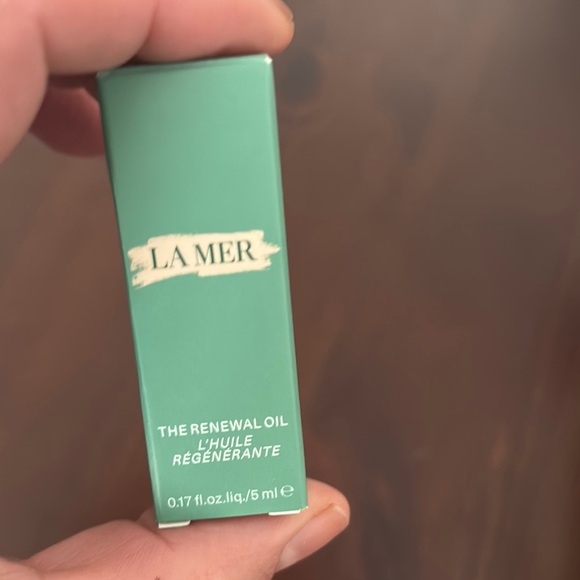 LA MER
THE RENEWAL OIL
L'HUILE
RÉGÉNÉRANTE
0.17 fl.oz.liq./5 ml ℮